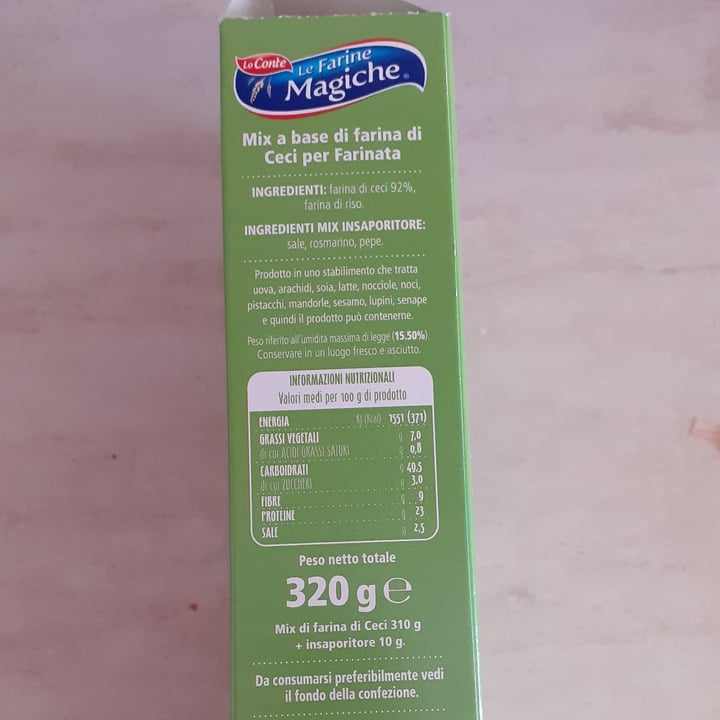 Lo Conte
Le Farine
Magiche®
Mix a base di farina di
Ceci per Farinata
INGREDIENTI: farina di ceci 92%,
farina di riso.
INGREDIENTI MIX INSAPORITORE:
sale, rosmarino, pepe.
Prodotto in uno stabilimento che tratta
uova, arachidi, soia, latte, nocciole, noci,
pistacchi, mandorle, sesamo, lupini, senape
e quindi il prodotto può contenerne.
Peso riferito all'umidità massima di legge (15.50%)
Conservare in un luogo fresco e asciutto.
INFORMAZIONI NUTRIZIONALI
Valori medi per 100 g di prodotto
ENERGIA kJ (Kcal) 1551 (371)
GRASSI VEGETALI g 7,0
di cui ACIDI GRASSI SATURI g 0,8
CARBOIDRATI g 49,5
di cui ZUCCHERI g 3,0
FIBRE g 9
PROTEINE g 23
SALE g 2,5
Peso netto totale
320 g e
Mix di farina di Ceci 310 g
+ insaporitore 10 g.
Da consumarsi preferibilmente vedi
il fondo della confezione.